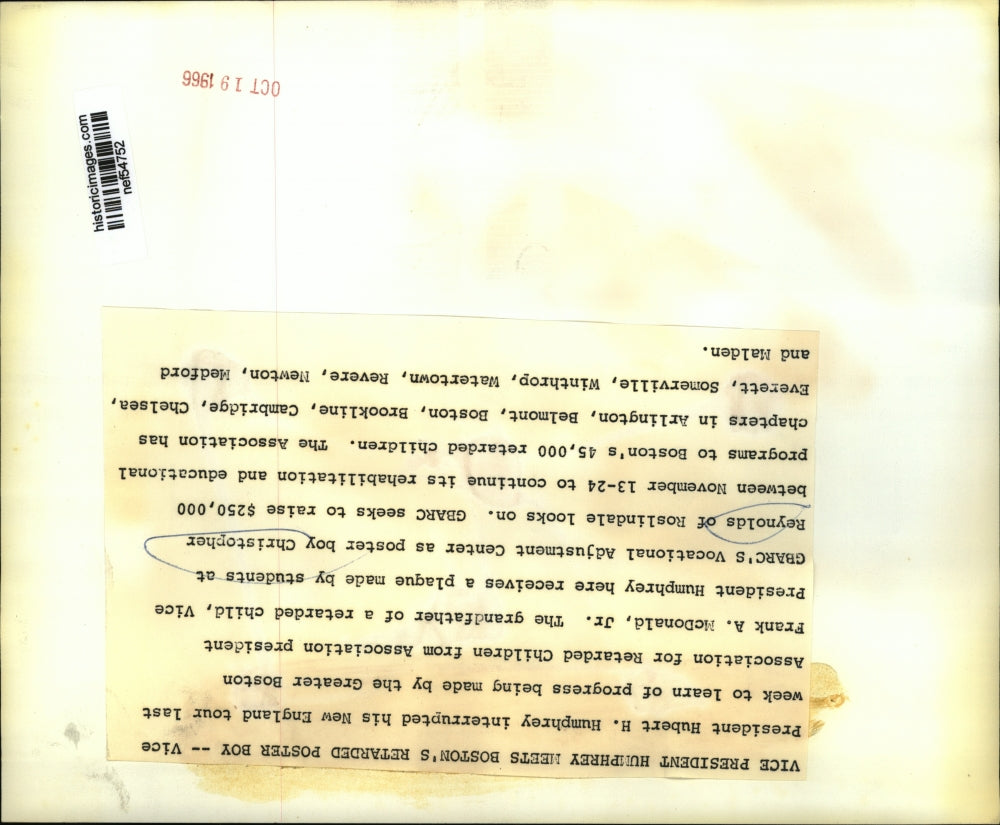 VICE PRESIDENT HUMPHREY MEETS BOSTON'S RETARDED POSTER BOY -- Vice
President Hubert H. Humphrey interrupted his New England tour last
week to learn of progress being made by the Greater Boston
Association for Retarded Children from Association president
Frank A. McDonald, Jr. The grandfather of a retarded child, Vice
President Humphrey here receives a plaque made by students at
GBARC'S Vocational Adjustment Center as poster boy Christopher
Reynolds of Roslindale looks on. GBARC seeks to raise $250,000
between November 13-24 to continue its rehabilitation and educational
programs to Boston's 45,000 retarded children. The Association has
chapters in Arlington, Belmont, Boston, Brookline, Cambridge, Chelsea,
Everett, Somerville, Winthrop, Watertown, Revere, Newton, Medford
and Malden.
OCT 19 1966
historicimages.com
nef54752